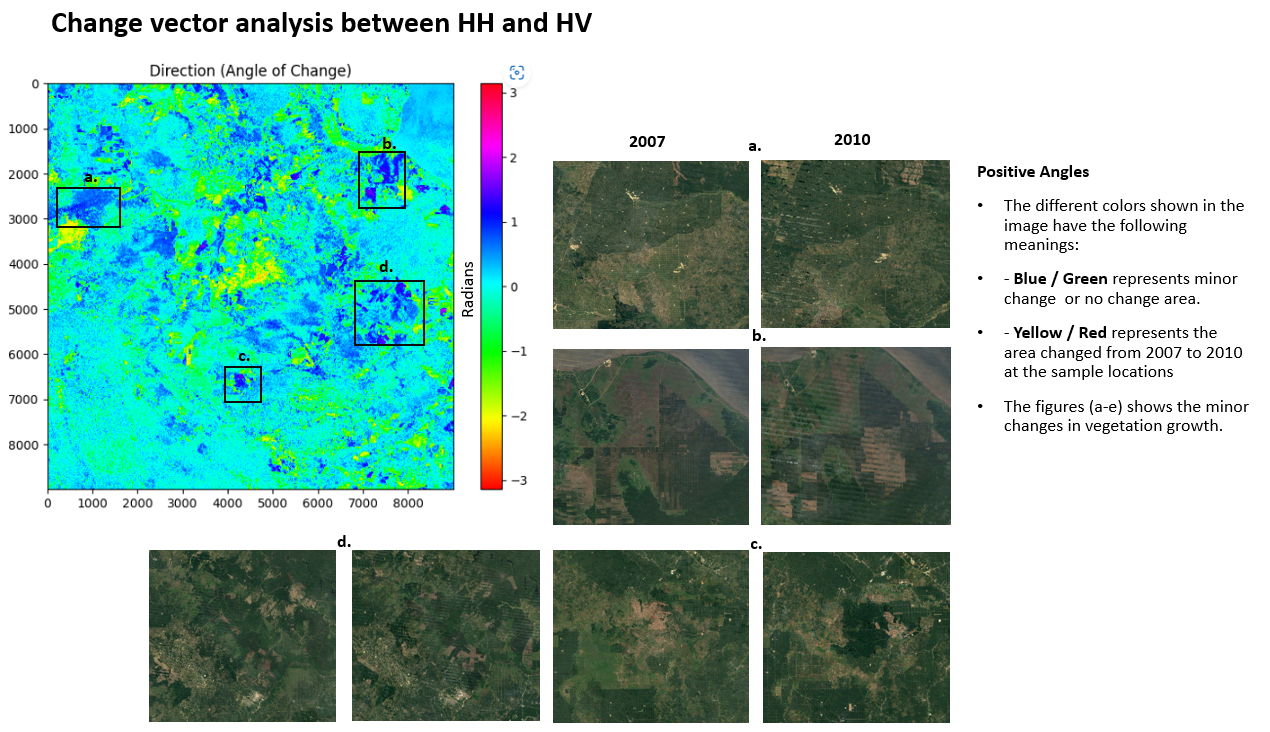 Change vector analysis between HH and HV
Direction (Angle of Change)
0
1000
2000
3000
4000
5000
6000
7000
8000
0
1000
2000
3000
4000
5000
6000
7000
8000
a.
b.
d.
c.
3
2
1
0
−1
−2
−3
Radians
2007
a.
2010
b.
d.
c.
Positive Angles
• The different colors shown in the
image have the following
meanings:
• - Blue / Green represents minor
change or no change area.
• - Yellow / Red represents the
area changed from 2007 to 2010
at the sample locations
• The figures (a-e) shows the minor
changes in vegetation growth.